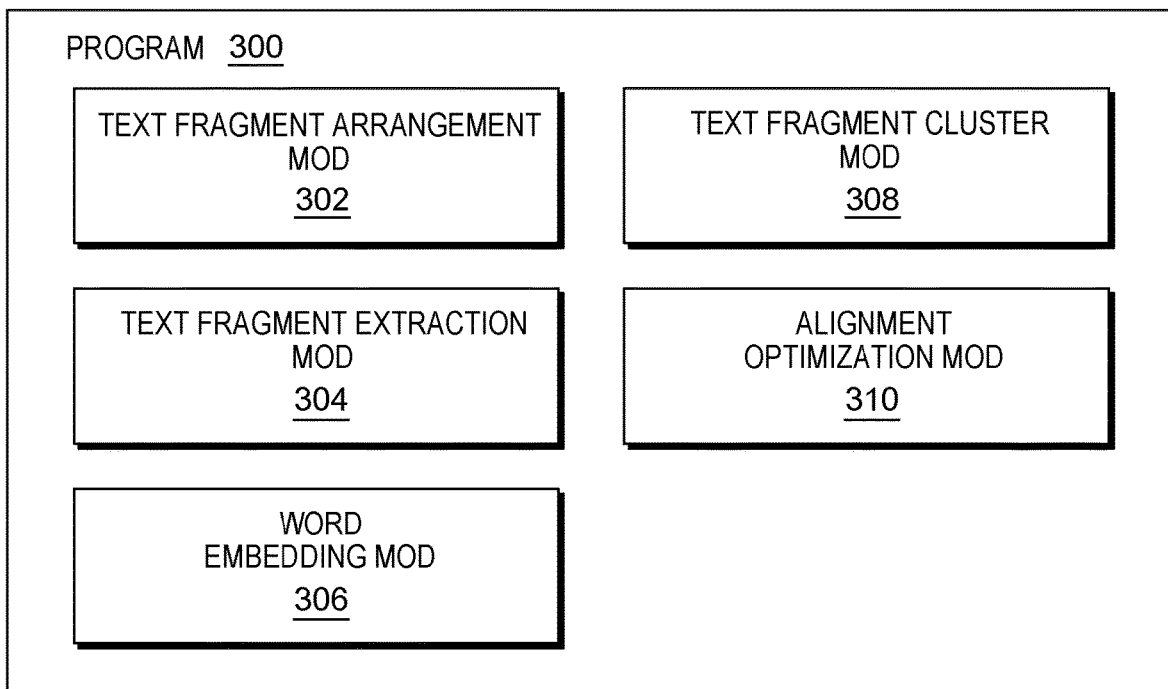 PROGRAM 300
TEXT FRAGMENT ARRANGEMENT
MOD
302
TEXT FRAGMENT CLUSTER
MOD
308
TEXT FRAGMENT EXTRACTION
MOD
304
ALIGNMENT
OPTIMIZATION MOD
310
WORD
EMBEDDING MOD
306